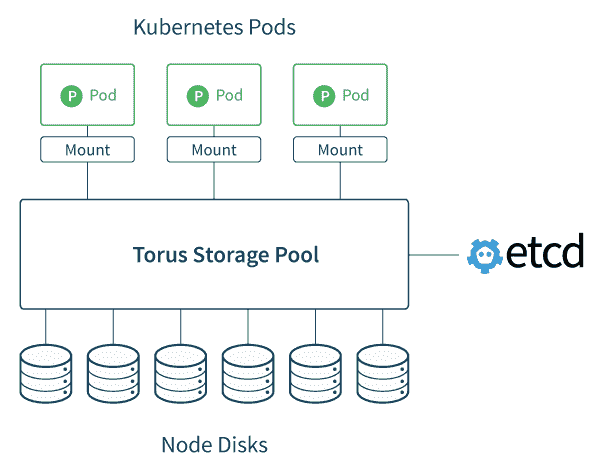 Kubernetes Pods
P Pod P Pod P Pod
Mount Mount Mount
Torus Storage Pool
etcd
Node Disks